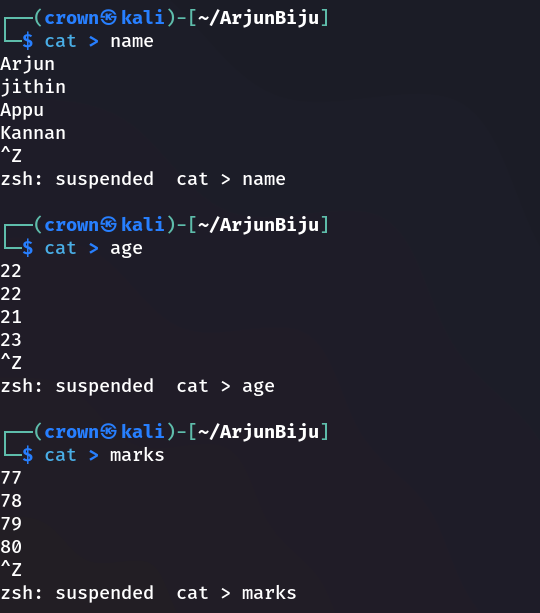 ┌──(crown㉿kali)-[~/ArjunBiju]
└─$ cat > name
Arjun
jithin
Appu
Kannan
^Z
zsh: suspended  cat > name

┌──(crown㉿kali)-[~/ArjunBiju]
└─$ cat > age
22
22
21
23
^Z
zsh: suspended  cat > age

┌──(crown㉿kali)-[~/ArjunBiju]
└─$ cat > marks
77
78
79
80
^Z
zsh: suspended  cat > marks